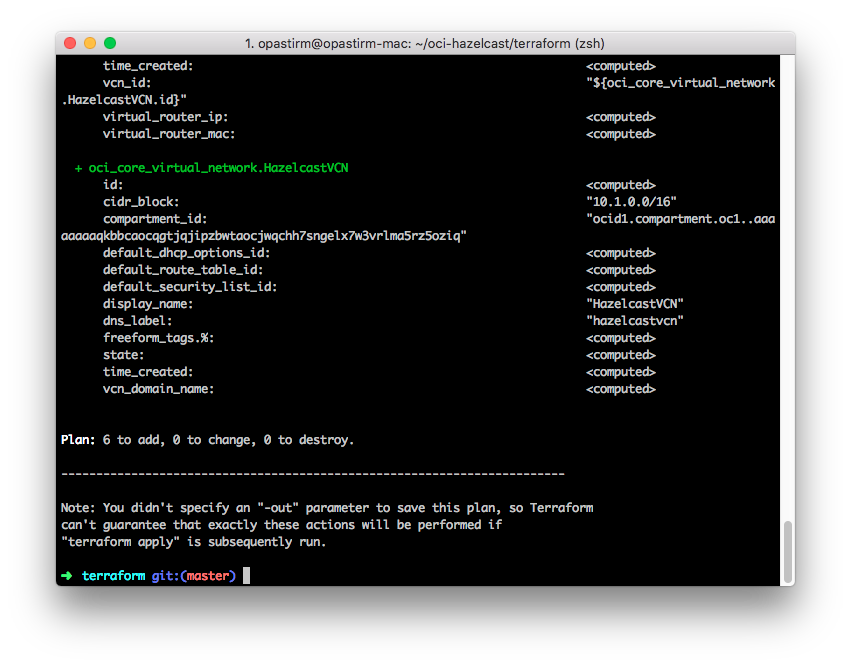 1. opastirm@opastirm-mac: ~/oci-hazelcast/terraform (zsh)
time_created: <computed>
vcn_id: "${oci_core_virtual_network
.HazelcastVCN.id}"
virtual_router_ip: <computed>
virtual_router_mac: <computed>
+ oci_core_virtual_network.HazelcastVCN
id: <computed>
cidr_block: "10.1.0.0/16"
compartment_id: "ocid1.compartment.oc1..aaa
aaaaaqkbbcaocqgtjqjipzbwtaocjwqchh7sngelx7w3vrlma5rz5oziq"
default_dhcp_options_id: <computed>
default_route_table_id: <computed>
default_security_list_id: <computed>
display_name: "HazelcastVCN"
dns_label: "hazelcastvcn"
freeform_tags.%: <computed>
state: <computed>
time_created: <computed>
vcn_domain_name: <computed>
Plan: 6 to add, 0 to change, 0 to destroy.
------------------------------------------------------------------------
Note: You didn't specify an "-out" parameter to save this plan, so Terraform
can't guarantee that exactly these actions will be performed if
"terraform apply" is subsequently run.
➜ terraform git:(master)